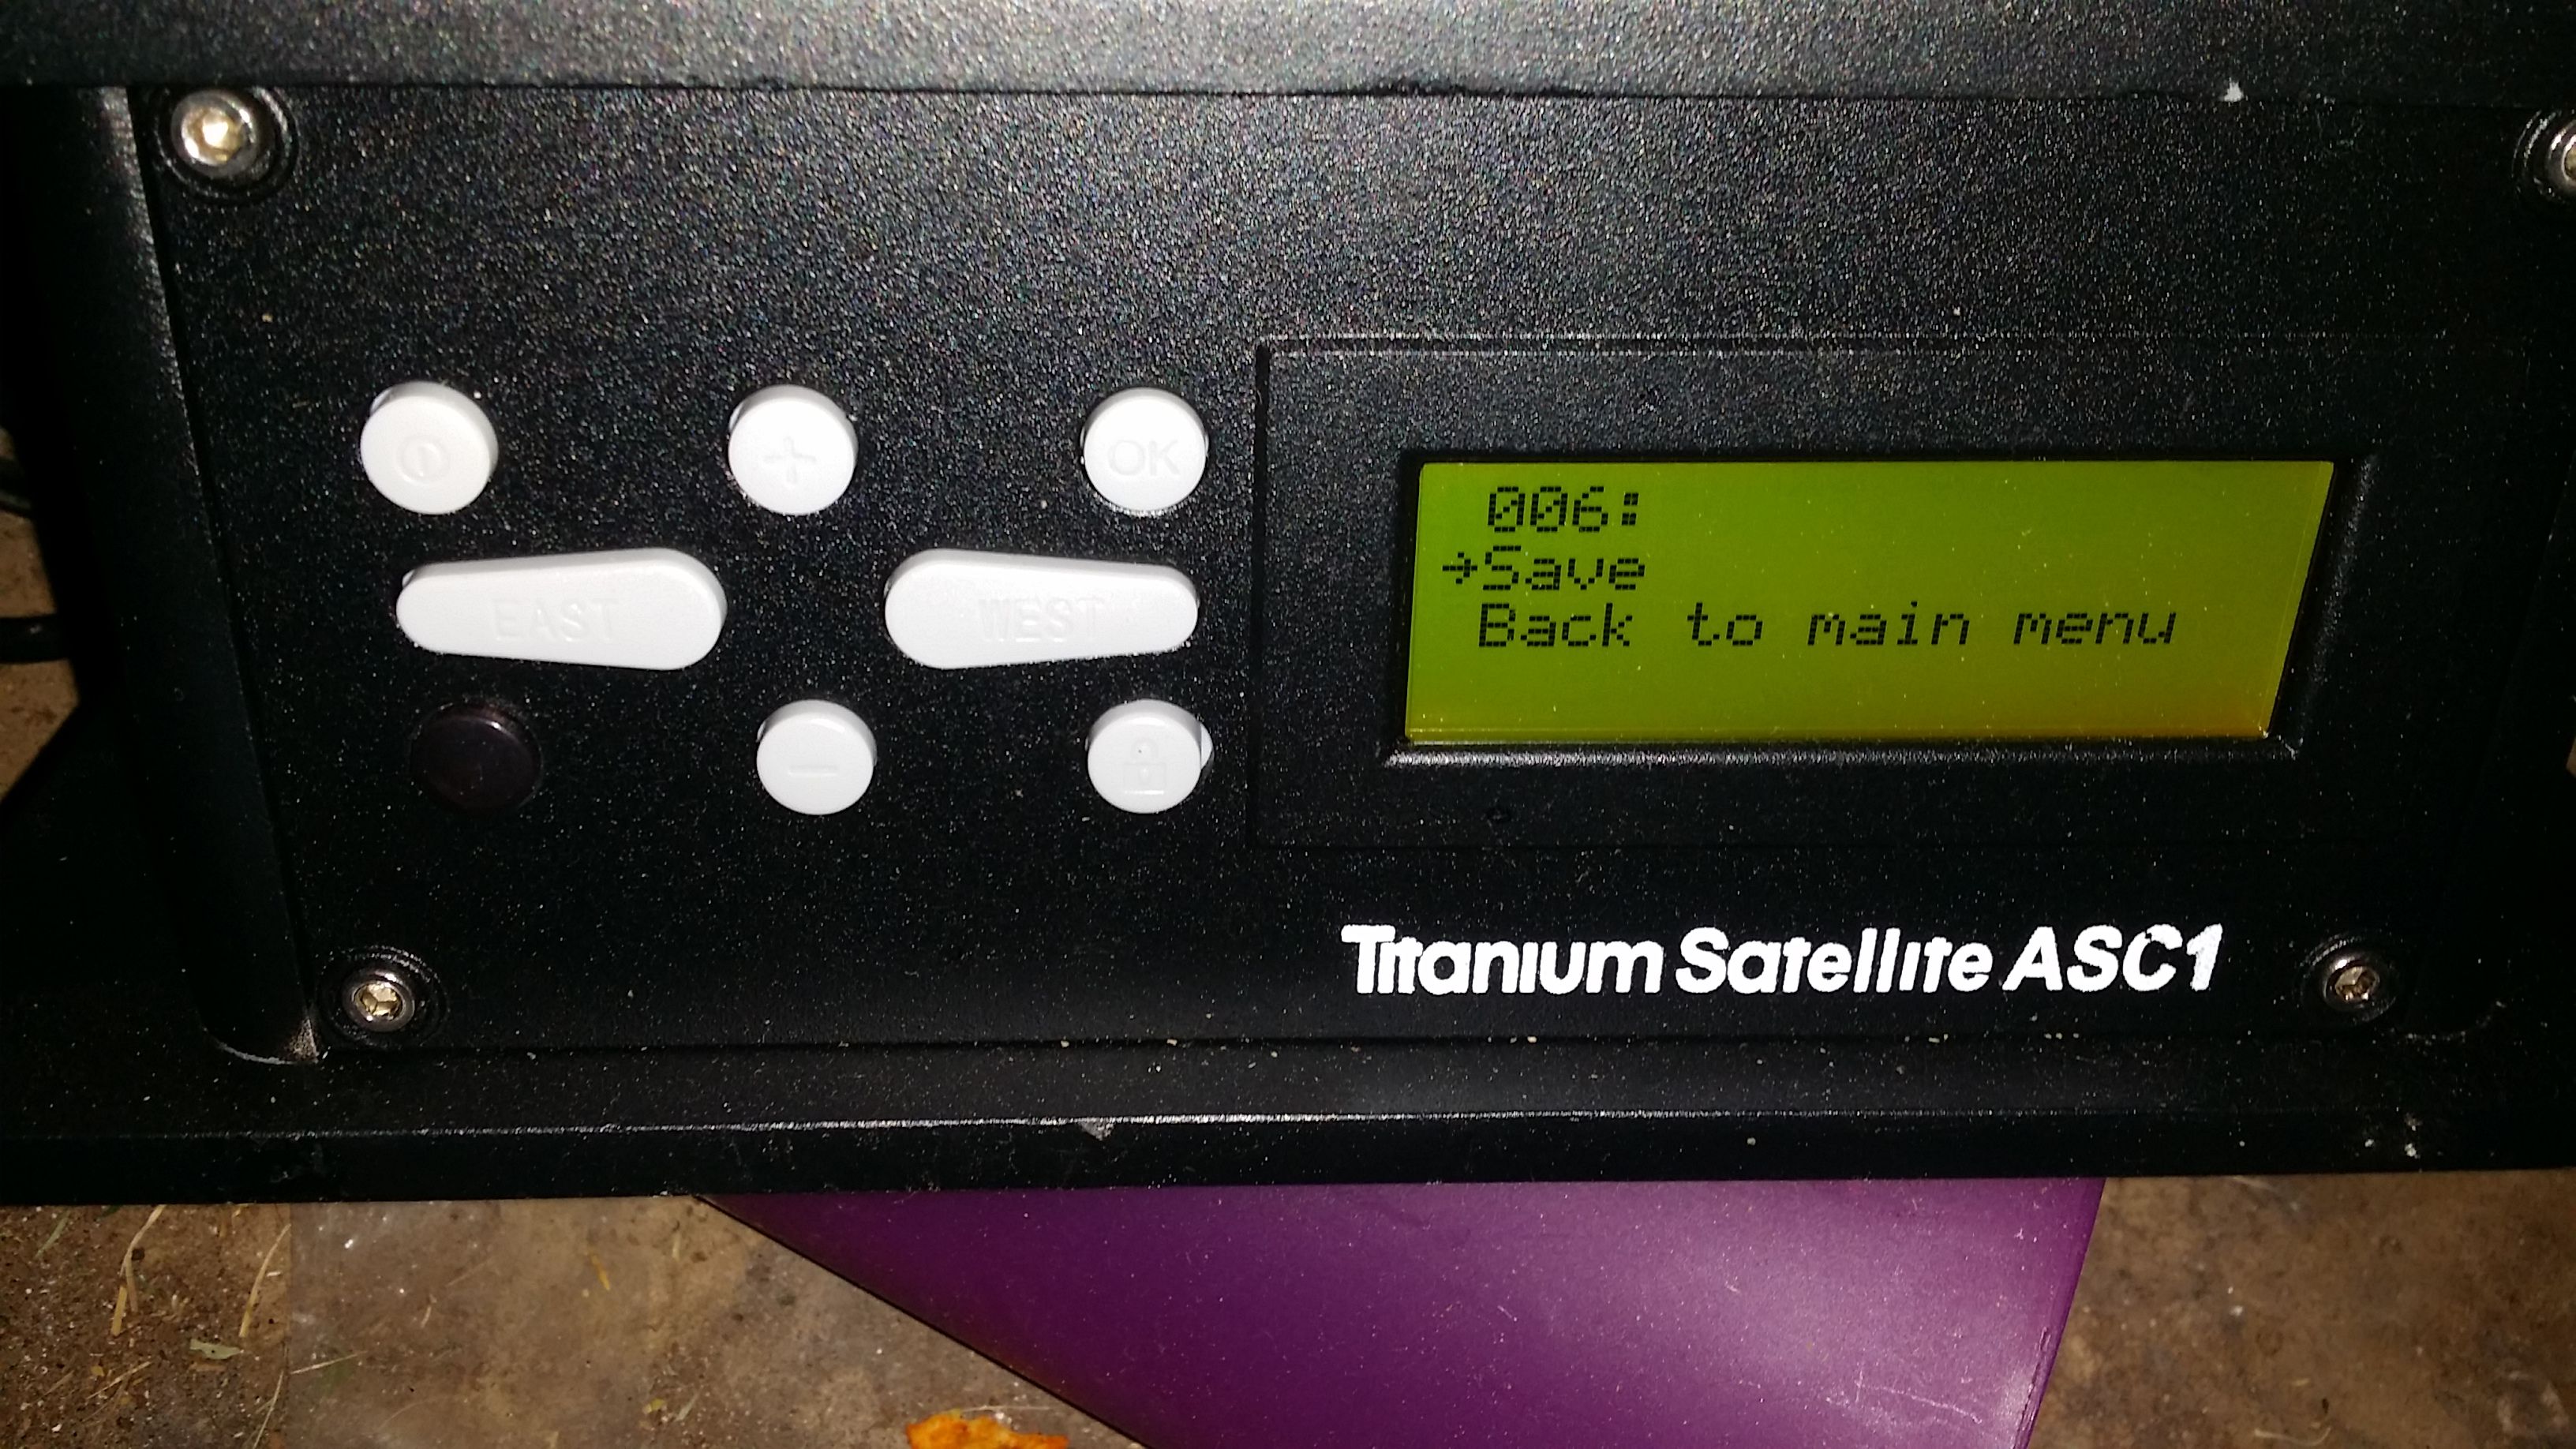 +
OK
EAST
WEST
−
006:
→Save
Back to main menu
Titanium Satellite ASC1